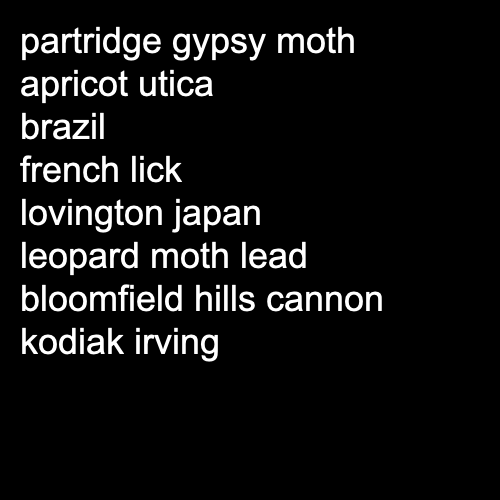 partridge gypsy moth
apricot utica
brazil
french lick
lovington japan
leopard moth lead
bloomfield hills cannon
kodiak irving